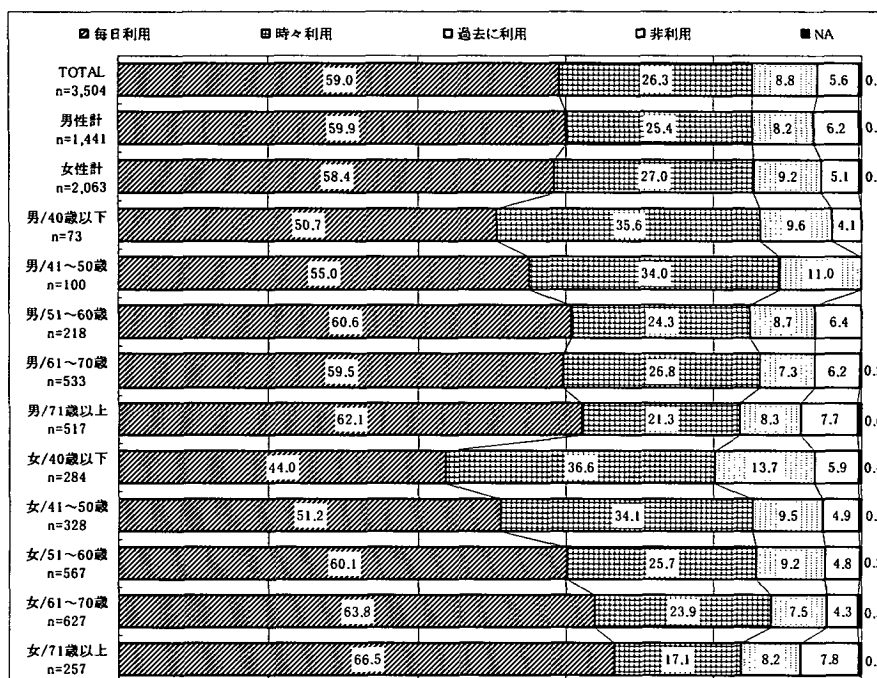 毎日利用 時々利用 過去に利用 非利用 NA
TOTAL
n=3,504
59.0 26.3 8.8 5.6
男性計
n=1,441
59.9 25.4 8.2 6.2
女性計
n=2,063
58.4 27.0 9.2 5.1
男/40歳以下
n=73
50.7 35.6 9.6 4.1
男/41～50歳
n=100
55.0 34.0 11.0
男/51～60歳
n=218
60.6 24.3 8.7 6.4
男/61～70歳
n=533
59.5 26.8 7.3 6.2
男/71歳以上
n=517
62.1 21.3 8.3 7.7
女/40歳以下
n=284
44.0 36.6 13.7 5.9
女/41～50歳
n=328
51.2 34.1 9.5 4.9
女/51～60歳
n=567
60.1 25.7 9.2 4.8
女/61～70歳
n=627
63.8 23.9 7.5 4.3
女/71歳以上
n=257
66.5 17.1 8.2 7.8